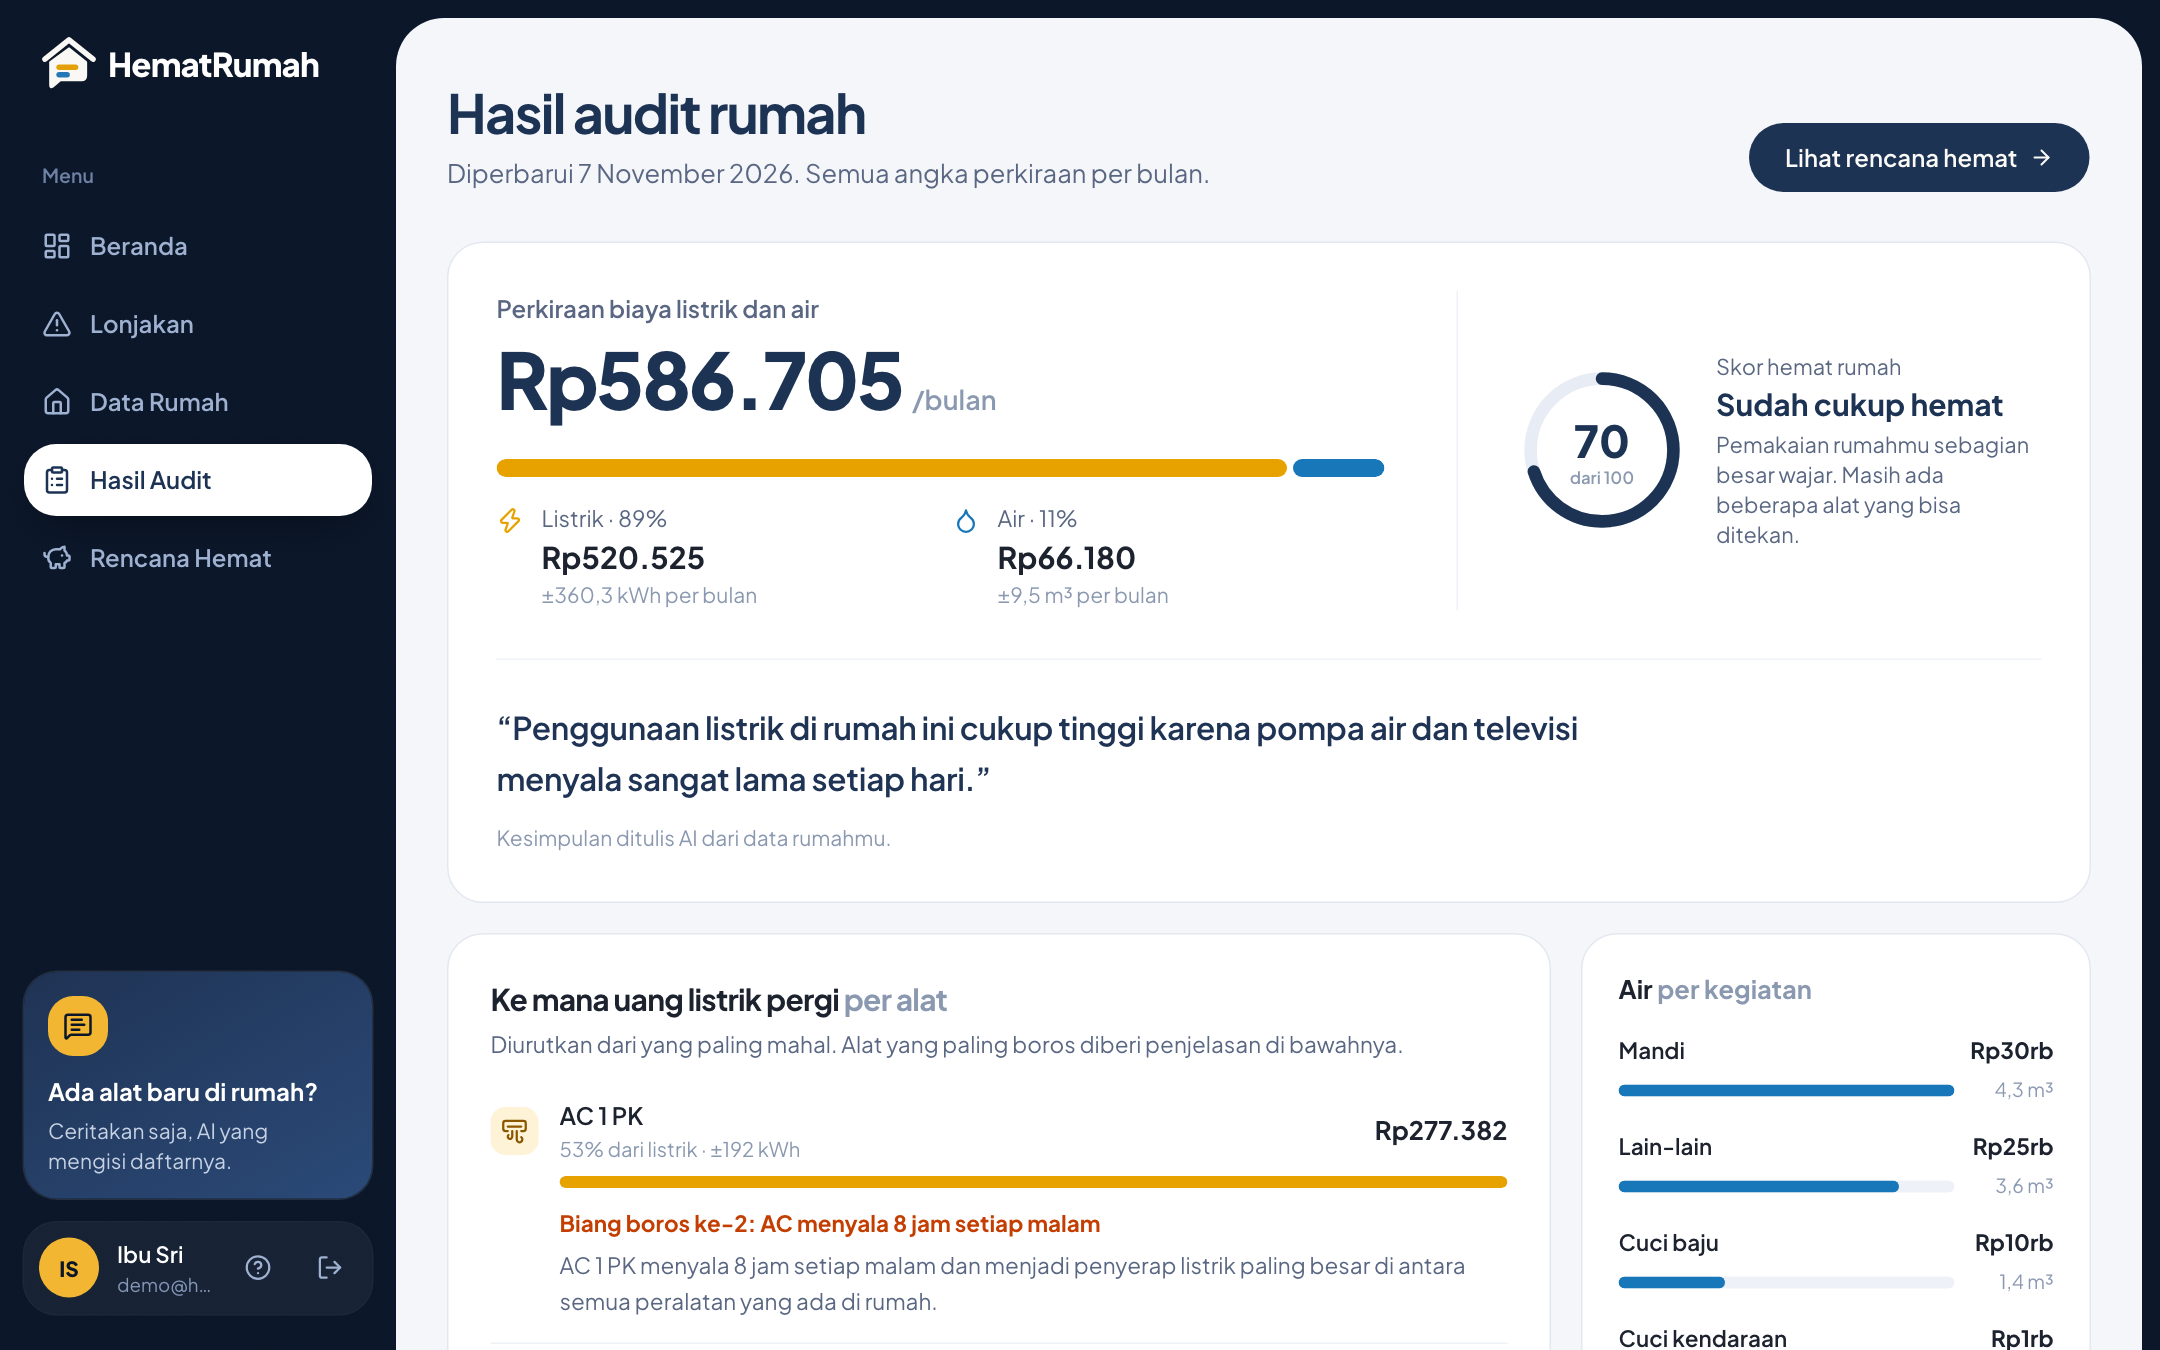 HematRumah
Menu
Beranda
Lonjakan
Data Rumah
Hasil Audit
Rencana Hemat
Ada alat baru di rumah?
Ceritakan saja, AI yang
mengisi daftarnya.
IS
Ibu Sri
demo@h...
Hasil audit rumah
Diperbarui 7 November 2026. Semua angka perkiraan per bulan.
Lihat rencana hemat
Perkiraan biaya listrik dan air
Rp586.705 /bulan
Listrik · 89%
Rp520.525
±360,3 kWh per bulan
Air · 11%
Rp66.180
±9,5 m³ per bulan
70
dari 100
Skor hemat rumah
Sudah cukup hemat
Pemakaian rumahmu sebagian
besar wajar. Masih ada
beberapa alat yang bisa
ditekan.
“Penggunaan listrik di rumah ini cukup tinggi karena pompa air dan televisi
menyala sangat lama setiap hari.”
Kesimpulan ditulis AI dari data rumahmu.
Ke mana uang listrik pergi per alat
Diurutkan dari yang paling mahal. Alat yang paling boros diberi penjelasan di bawahnya.
AC 1 PK
53% dari listrik · ±192 kWh
Rp277.382
Biang boros ke-2: AC menyala 8 jam setiap malam
AC 1 PK menyala 8 jam setiap malam dan menjadi penyerap listrik paling besar di antara
semua peralatan yang ada di rumah.
Air per kegiatan
Mandi Rp30rb
4,3 m³
Lain-lain Rp25rb
3,6 m³
Cuci baju Rp10rb
1,4 m³
Cuci kendaraan Rp1rb